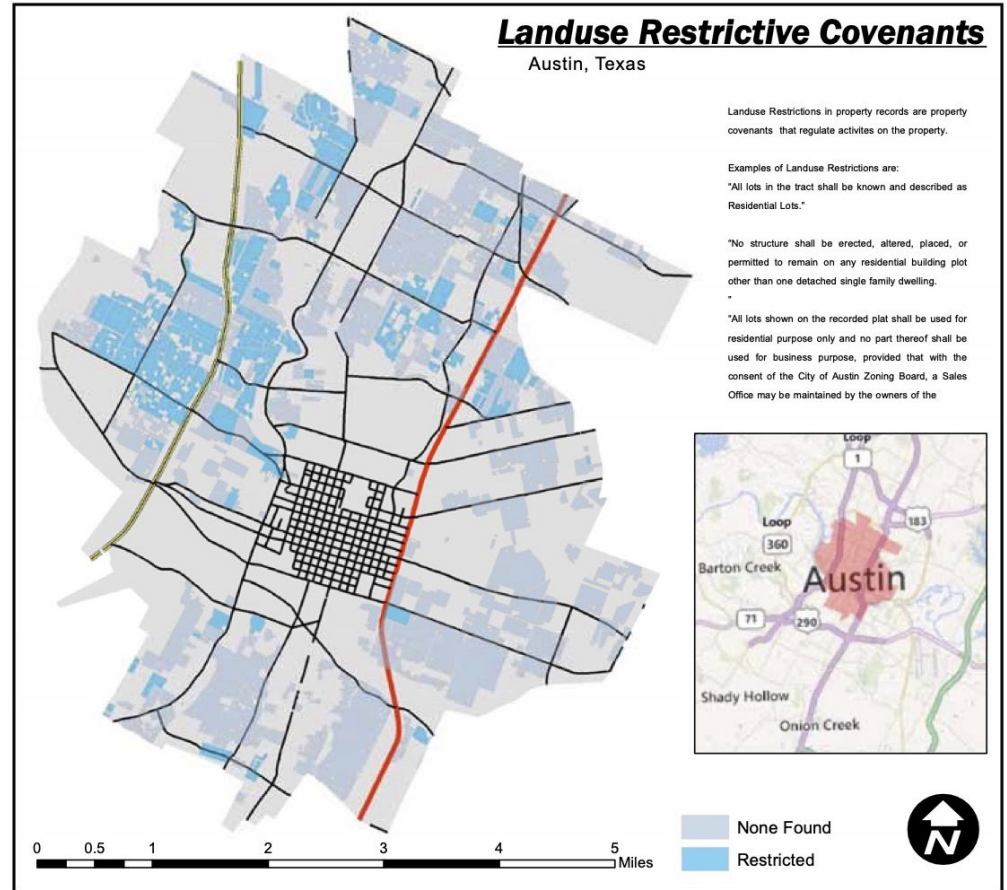 Landuse Restrictive Covenants
Austin, Texas
Landuse Restrictions in property records are property
covenants that regulate activites on the property.
Examples of Landuse Restrictions are:
"All lots in the tract shall be known and described as
Residential Lots."
"No structure shall be erected, altered, placed, or
permitted to remain on any residential building plot
other than one detached single family dwelling.
"
"All lots shown on the recorded plat shall be used for
residential purpose only and no part thereof shall be
used for business purpose, provided that with the
consent of the City of Austin Zoning Board, a Sales
Office may be maintained by the owners of the
Loop
1
183
Loop
360
Barton Creek
Austin
71
290
Shady Hollow
Onion Creek
None Found
Restricted
N
0 0.5 1 2 3 4 5
Miles